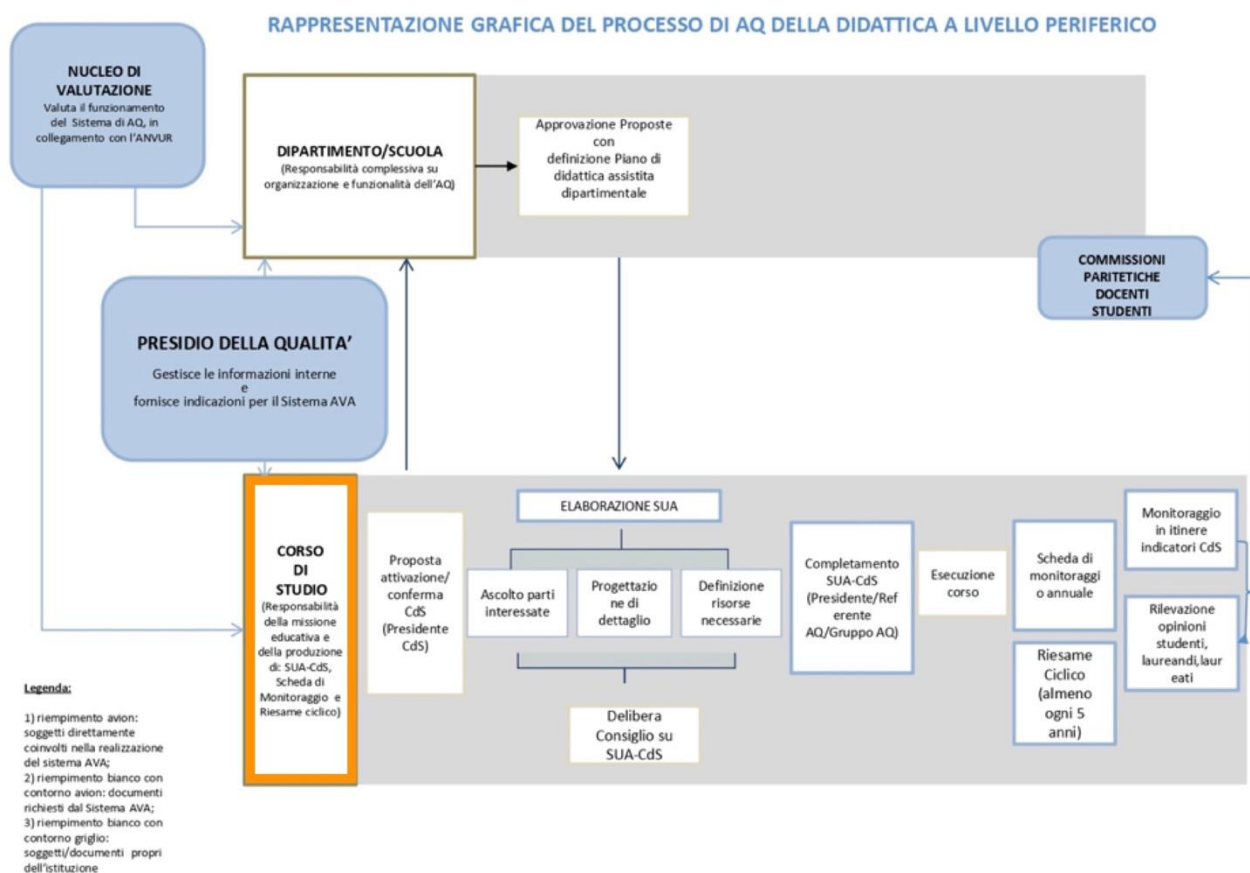 RAPPRESENTAZIONE GRAFICA DEL PROCESSO DI AQ DELLA DIDATTICA A LIVELLO PERIFERICO
NUCLEO DI
VALUTAZIONE
Valuta il funzionamento
del Sistema di AQ, in
collegamento con l'ANVUR
DIPARTIMENTO/SCUOLA
(Responsabilità complessiva su
organizzazione e funzionalità dell'AQ)
Approvazione Proposte
con
definizione Piano di
didattica assistita
dipartimentale
COMMISSIONI
PARITETICHE
DOCENTI
STUDENTI
PRESIDIO DELLA QUALITA'
Gestisce le informazioni interne
e
fornisce indicazioni per il Sistema AVA
CORSO
DI
STUDIO
(Responsabilità
della missione
educativa e
della produzione
di: SUA-CdS,
Scheda di
Monitoraggio e
Riesame ciclico)
Proposta
attivazione/
conferma
CdS
(Presidente
CdS)
ELABORAZIONE SUA
Ascolto parti
interessate
Progettazio
ne di
dettaglio
Definizione
risorse
necessarie
Delibera
Consiglio su
SUA-CdS
Completamento
SUA-CdS
(Presidente/Ref
erente
AQ/Gruppo AQ)
Esecuzione
corso
Scheda di
monitoraggi
o annuale
Riesame
Ciclico
(almeno
ogni 5
anni)
Monitoraggio
in itinere
indicatori CdS
Rilevazione
opinioni
studenti,
laureandi,laur
eati
Legenda:
1) riempimento avion:
soggetti direttamente
coinvolti nella realizzazione
del sistema AVA;
2) riempimento bianco con
contorno avion: documenti
richiesti dal Sistema AVA;
3) riempimento bianco con
contorno griglio:
soggetti/documenti propri
dell'istituzione